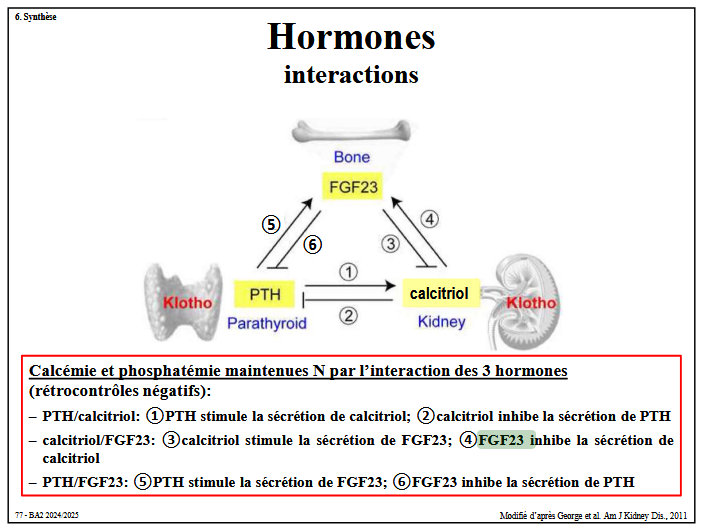 6. Synthèse
Hormones
interactions
Bone
FGF23
⑤
④
⑥
③
①
Klotho
PTH
calcitriol
Klotho
Parathyroid
②
Kidney
Calcémie et phosphatémie maintenues N par l’interaction des 3 hormones
(rétrocontrôles négatifs):
– PTH/calcitriol: ①PTH stimule la sécrétion de calcitriol; ②calcitriol inhibe la sécrétion de PTH
– calcitriol/FGF23: ③calcitriol stimule la sécrétion de FGF23; ④FGF23 inhibe la sécrétion de
calcitriol
– PTH/FGF23: ⑤PTH stimule la sécrétion de FGF23; ⑥FGF23 inhibe la sécrétion de PTH
77 - BA2 2024/2025
Modifié d’après George et al. Am J Kidney Dis., 2011